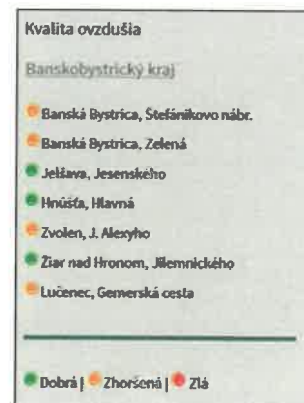 Kvalita ovzdušia
Banskobystrický kraj
Banská Bystrica, Štefánikovo nábr.
Banská Bystrica, Zelená
Jelšava, Jesenského
Hnúšťa, Hlavná
Zvolen, J. Alexyho
Žiar nad Hronom, Jilemnického
Lučenec, Gemerská cesta
Dobrá | Zhoršená | Zlá